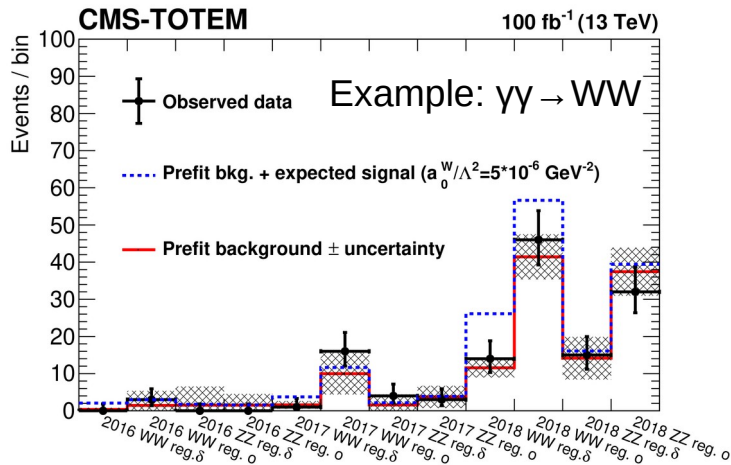 CMS-TOTEM 100 fb⁻¹ (13 TeV)
Events / bin
100
90
80
70
60
50
40
30
20
10
0
Example: γγ→WW
Observed data
Prefit bkg. + expected signal (a₀ᵂ/Λ²=5*10⁻⁶ GeV⁻²)
Prefit background ± uncertainty
2016 WW reg.δ
2016 WW reg. o
2016 ZZ reg.δ
2016 ZZ reg. o
2017 WW reg.δ
2017 WW reg. o
2017 ZZ reg.δ
2017 ZZ reg. o
2018 WW reg.δ
2018 WW reg. o
2018 ZZ reg.δ
2018 ZZ reg. o